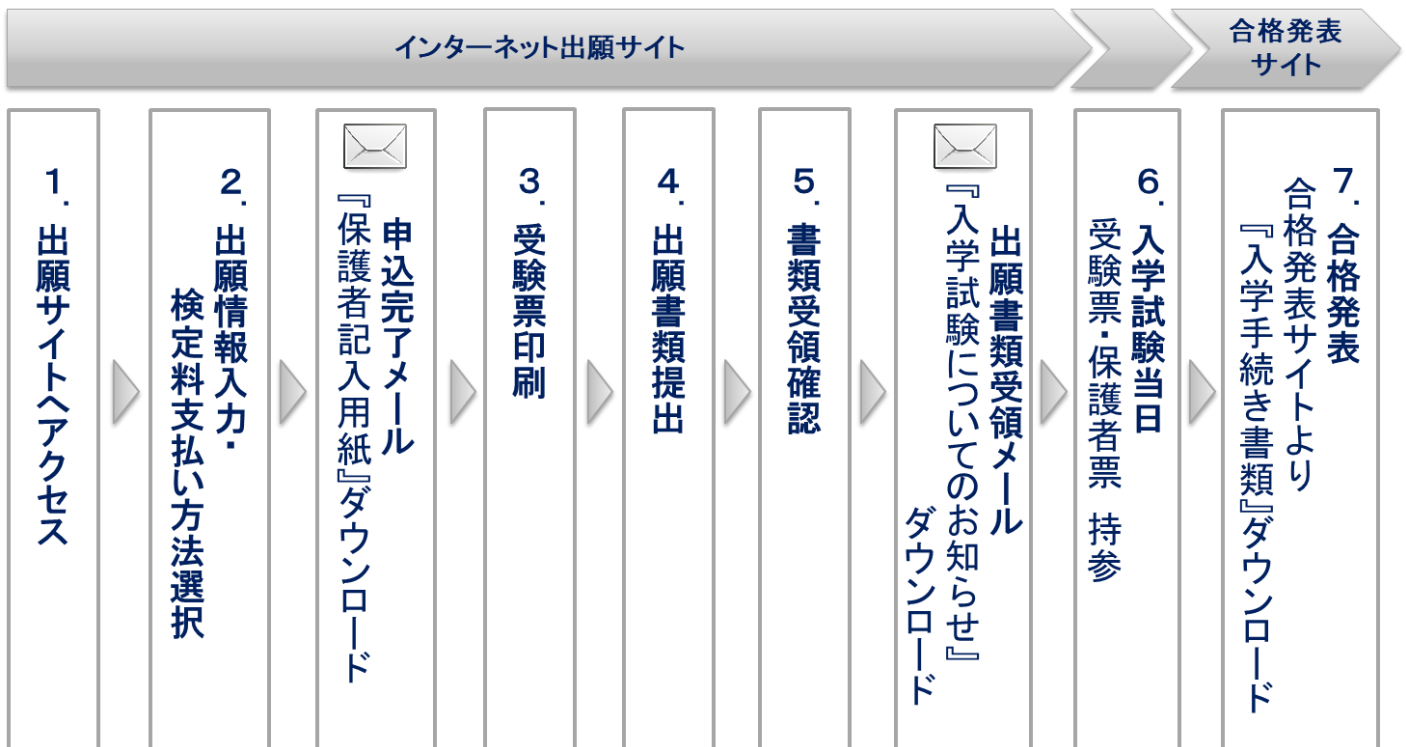 インターネット出願サイト
合格発表
サイト
1．出願サイトへアクセス
2．出願情報入力・
検定料支払い方法選択
申込完了メール
『保護者記入用紙』ダウンロード
3．受験票印刷
4．出願書類提出
5．書類受領確認
出願書類受領メール
『入学試験についてのお知らせ』
ダウンロード
6．入学試験当日
受験票・保護者票 持参
7．合格発表
合格発表サイトより
『入学手続き書類』ダウンロード